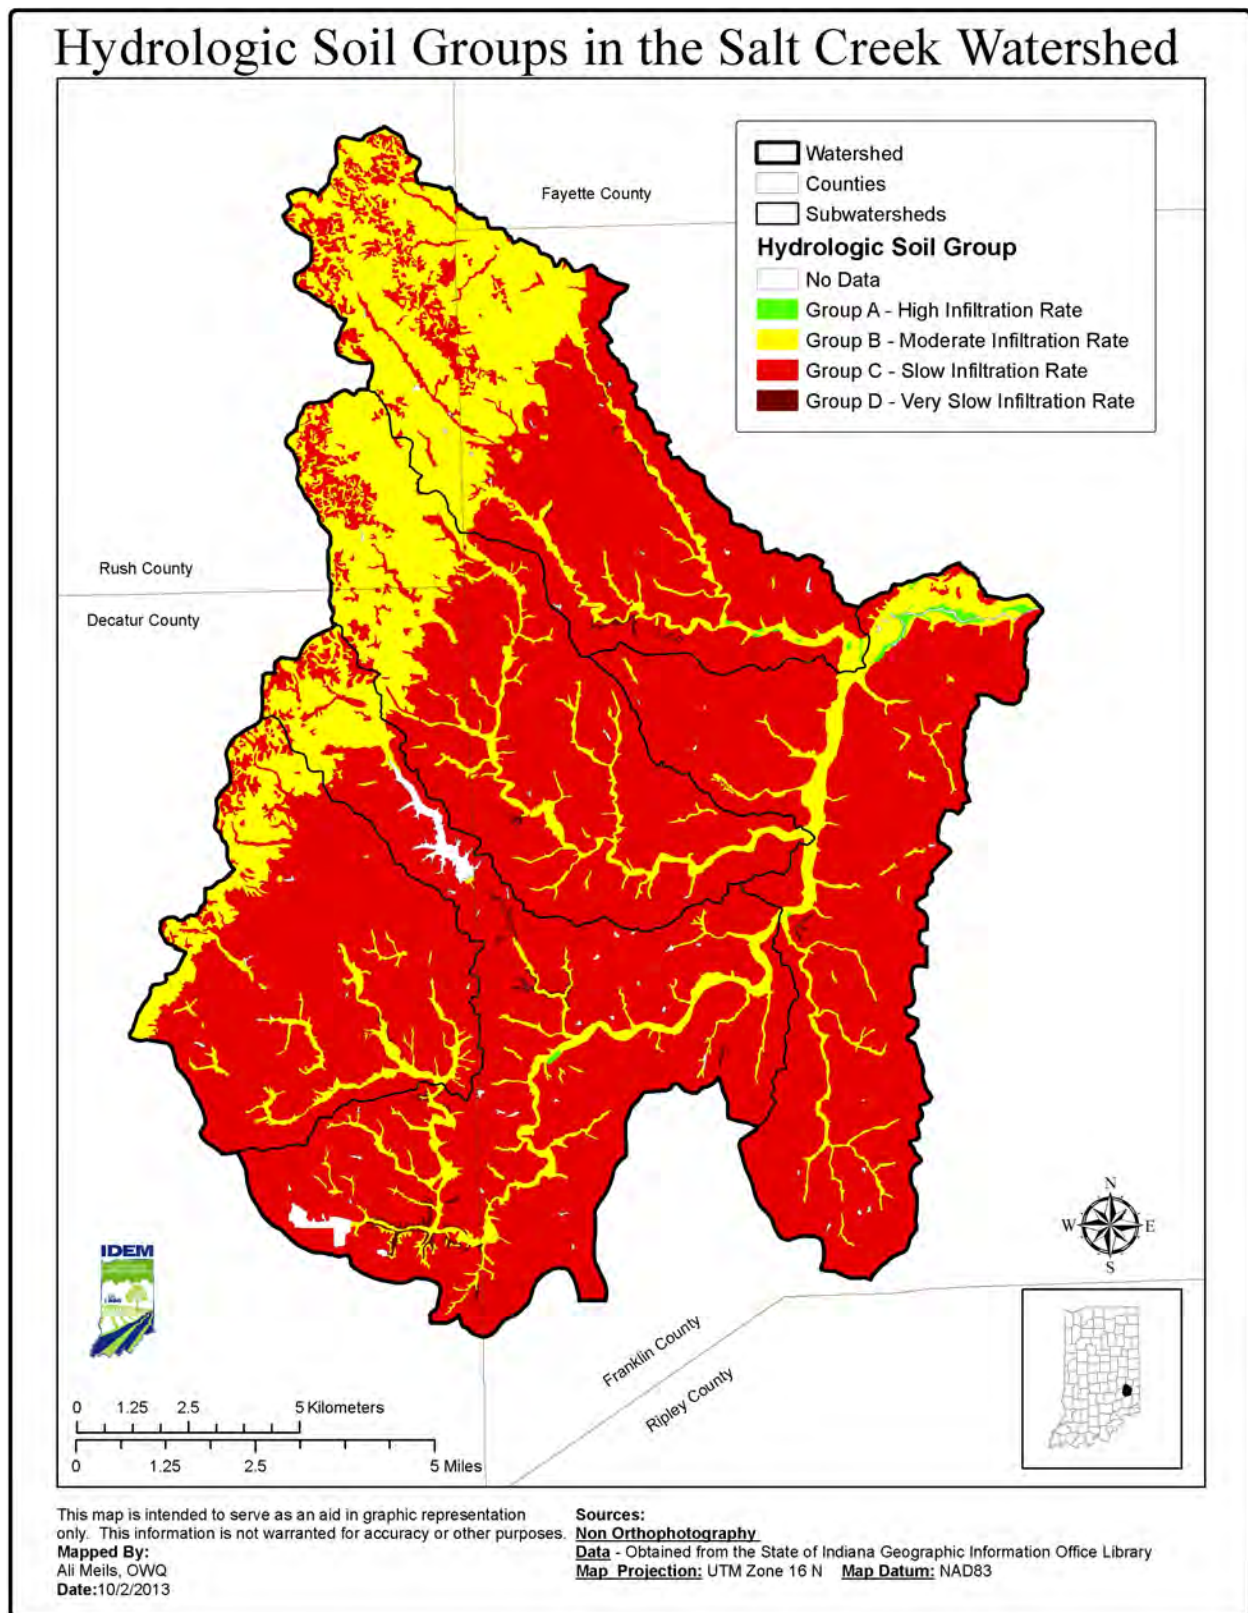 Hydrologic Soil Groups in the Salt Creek Watershed
Fayette County
Watershed
Counties
Subwatersheds
Hydrologic Soil Group
No Data
Group A - High Infiltration Rate
Group B - Moderate Infiltration Rate
Group C - Slow Infiltration Rate
Group D - Very Slow Infiltration Rate
Rush County
Decatur County
N
W E
S
IDEM
Franklin County
Ripley County
0 1.25 2.5 5 Kilometers
0 1.25 2.5 5 Miles
This map is intended to serve as an aid in graphic representation
only. This information is not warranted for accuracy or other purposes.
Mapped By:
Ali Meils, OWQ
Date:10/2/2013
Sources:
Non Orthophotography
Data - Obtained from the State of Indiana Geographic Information Office Library
Map Projection: UTM Zone 16 N Map Datum: NAD83